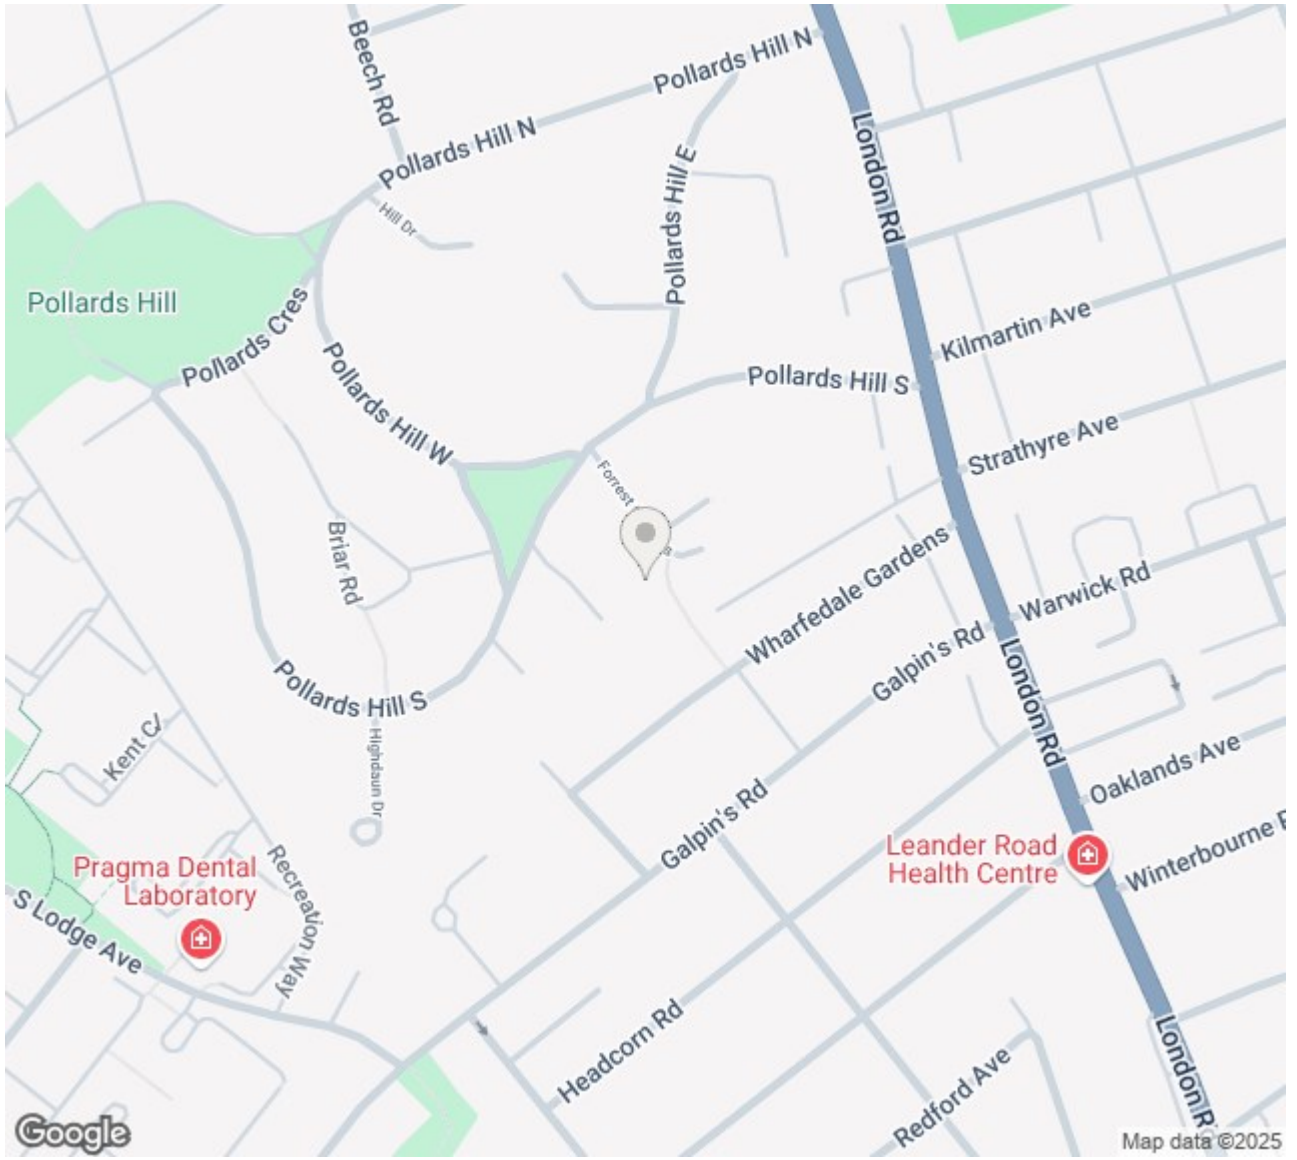 Beech Rd
Pollards Hill N
Pollards Hill N
Pollards Hill E
London Rd
Hill Dr
Pollards Hill
Pollards Cres
Pollards Hill W
Kilmartin Ave
Pollards Hill S
Strathyre Ave
Forrest
Briar Rd
Wharfedale Gardens
Warwick Rd
Galpin's Rd
London Rd
Pollards Hill S
Kent Cl
Highdaun Dr
Oaklands Ave
Galpin's Rd
Leander Road
Health Centre
Winterbourne
Pragma Dental
Laboratory
Recreation Way
S Lodge Ave
Headcorn Rd
Redford Ave
London R
Google
Map data ©2025